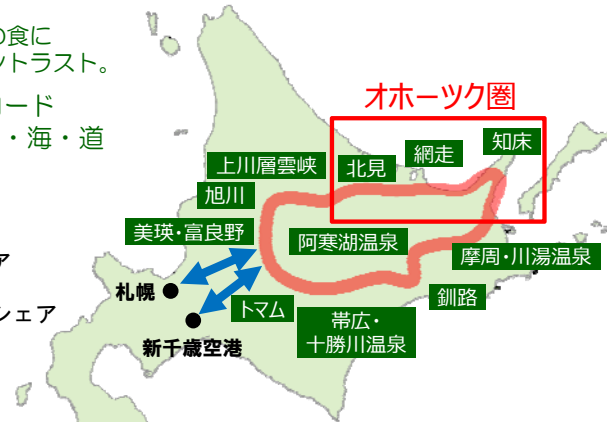 の食に
ントラスト。
ロード
・海・道
ア
シェア
オホーツク圏
知床
網走
北見
上川層雲峡
旭川
美瑛・富良野
阿寒湖温泉
摩周・川湯温泉
札幌
トマム
釧路
帯広・
十勝川温泉
新千歳空港